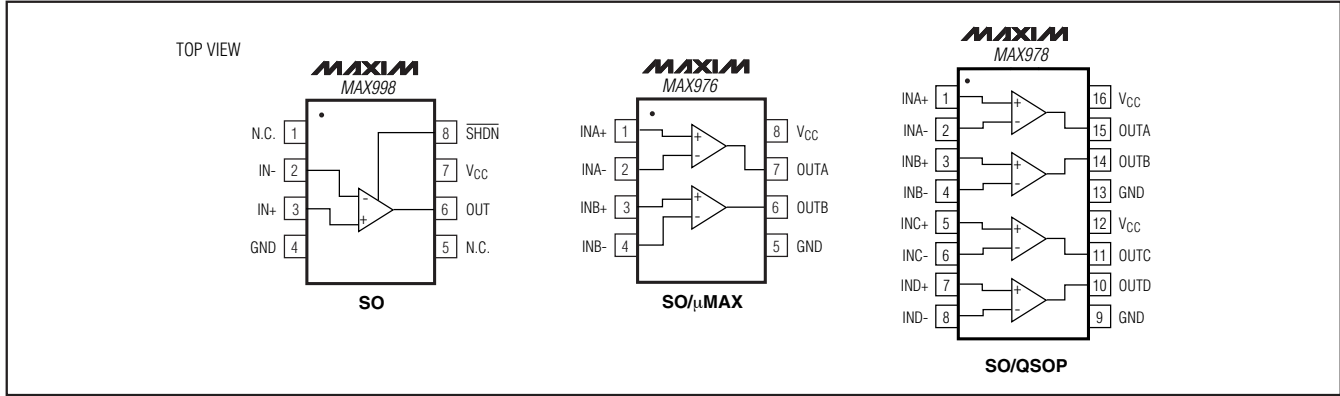 TOP VIEW
MAXIM
MAX998
N.C. 1
IN- 2
IN+ 3
GND 4
8 SHDN
7 VCC
6 OUT
5 N.C.
- 
+
SO
MAXIM
MAX976
INA+ 1
INA- 2
INB+ 3
INB- 4
8 VCC
7 OUTA
6 OUTB
5 GND
+
-
+
-
SO/μMAX
MAXIM
MAX978
INA+ 1
INA- 2
INB+ 3
INB- 4
INC+ 5
INC- 6
IND+ 7
IND- 8
16 VCC
15 OUTA
14 OUTB
13 GND
12 VCC
11 OUTC
10 OUTD
9 GND
+
-
+
-
+
-
+
-
SO/QSOP